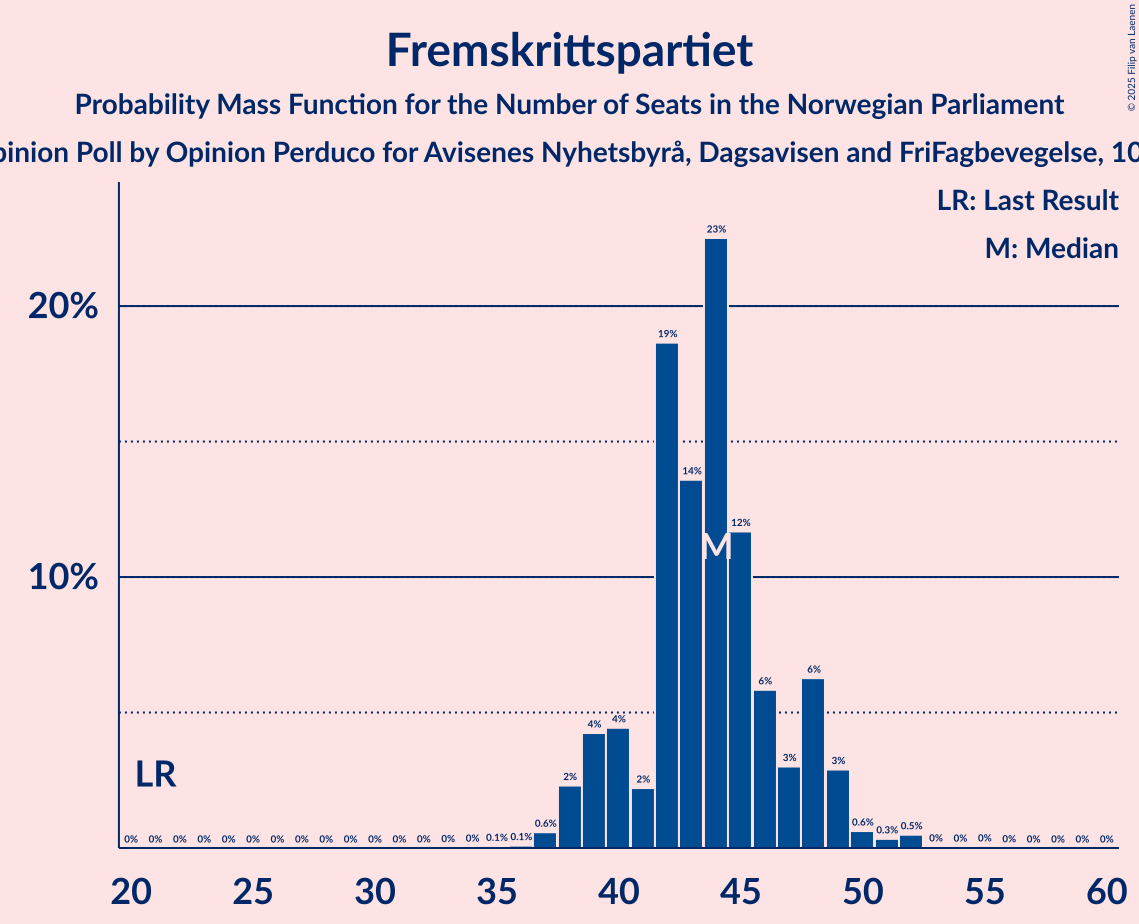 Fremskrittspartiet
Probability Mass Function for the Number of Seats in the Norwegian Parliament
Opinion Poll by Opinion Perduco for Avisenes Nyhetsbyrå, Dagsavisen and FriFagbevegelse, 10
© 2025 Filip van Laenen
LR: Last Result
M: Median
23%
20%
19%
14%
12%
M
10%
6% 6%
4% 4%
2% 2% 3% 3%
LR
0% 0% 0% 0% 0% 0% 0% 0% 0% 0% 0% 0% 0% 0% 0% 0.1% 0.1% 0.6% 0.6% 0.3% 0.5% 0% 0% 0% 0% 0% 0% 0% 0%
20 25 30 35 40 45 50 55 60